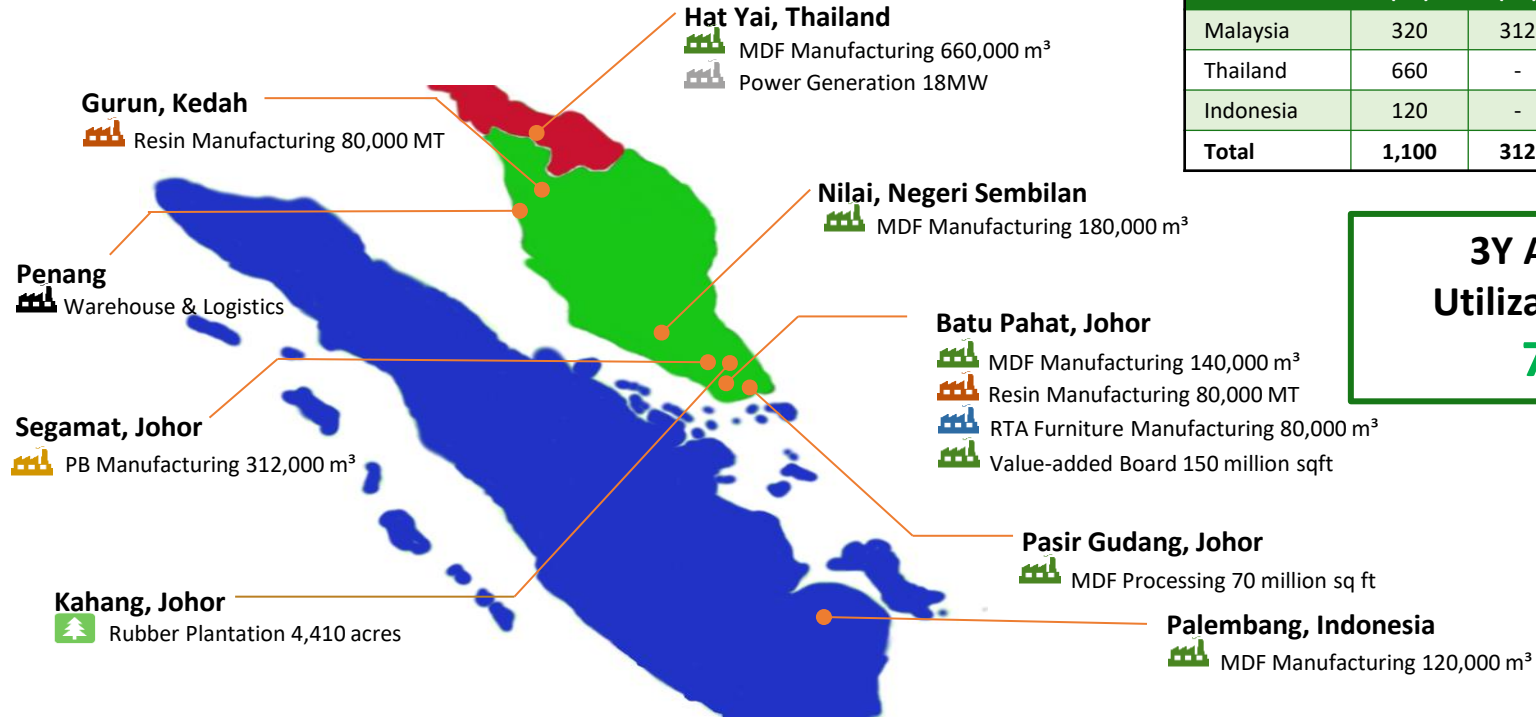 Hat Yai, Thailand
MDF Manufacturing 660,000 m³
Power Generation 18MW
Gurun, Kedah
Resin Manufacturing 80,000 MT
Malaysia 320 312
Thailand 660 -
Indonesia 120 -
Total 1,100 312
Nilai, Negeri Sembilan
MDF Manufacturing 180,000 m³
3Y
Penang
Warehouse & Logistics
Batu Pahat, Johor
MDF Manufacturing 140,000 m³
Resin Manufacturing 80,000 MT
RTA Furniture Manufacturing 80,000 m³
Value-added Board 150 million sqft
Segamat, Johor
PB Manufacturing 312,000 m³
Pasir Gudang, Johor
MDF Processing 70 million sq ft
Kahang, Johor
Rubber Plantation 4,410 acres
Palembang, Indonesia
MDF Manufacturing 120,000 m³